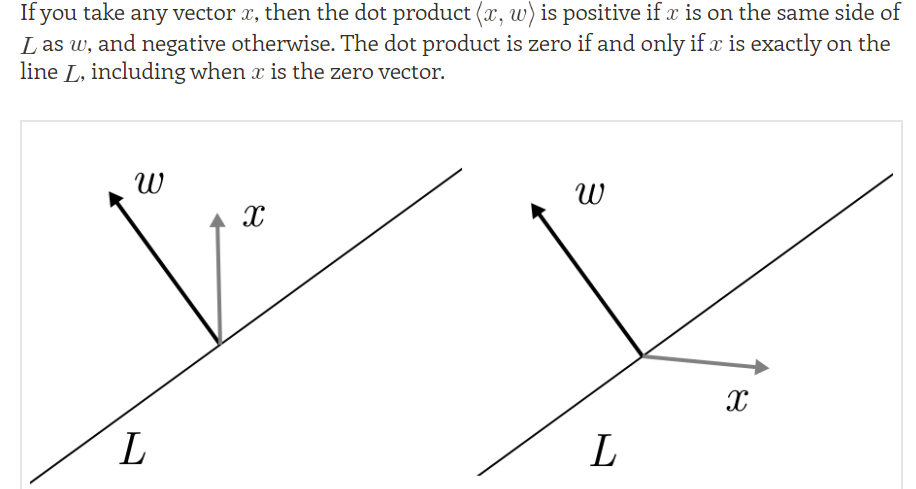 If you take any vector x, then the dot product ⟨x, w⟩ is positive if x is on the same side of
L as w, and negative otherwise. The dot product is zero if and only if x is exactly on the
line L, including when x is the zero vector.
w
x
L
w
x
L